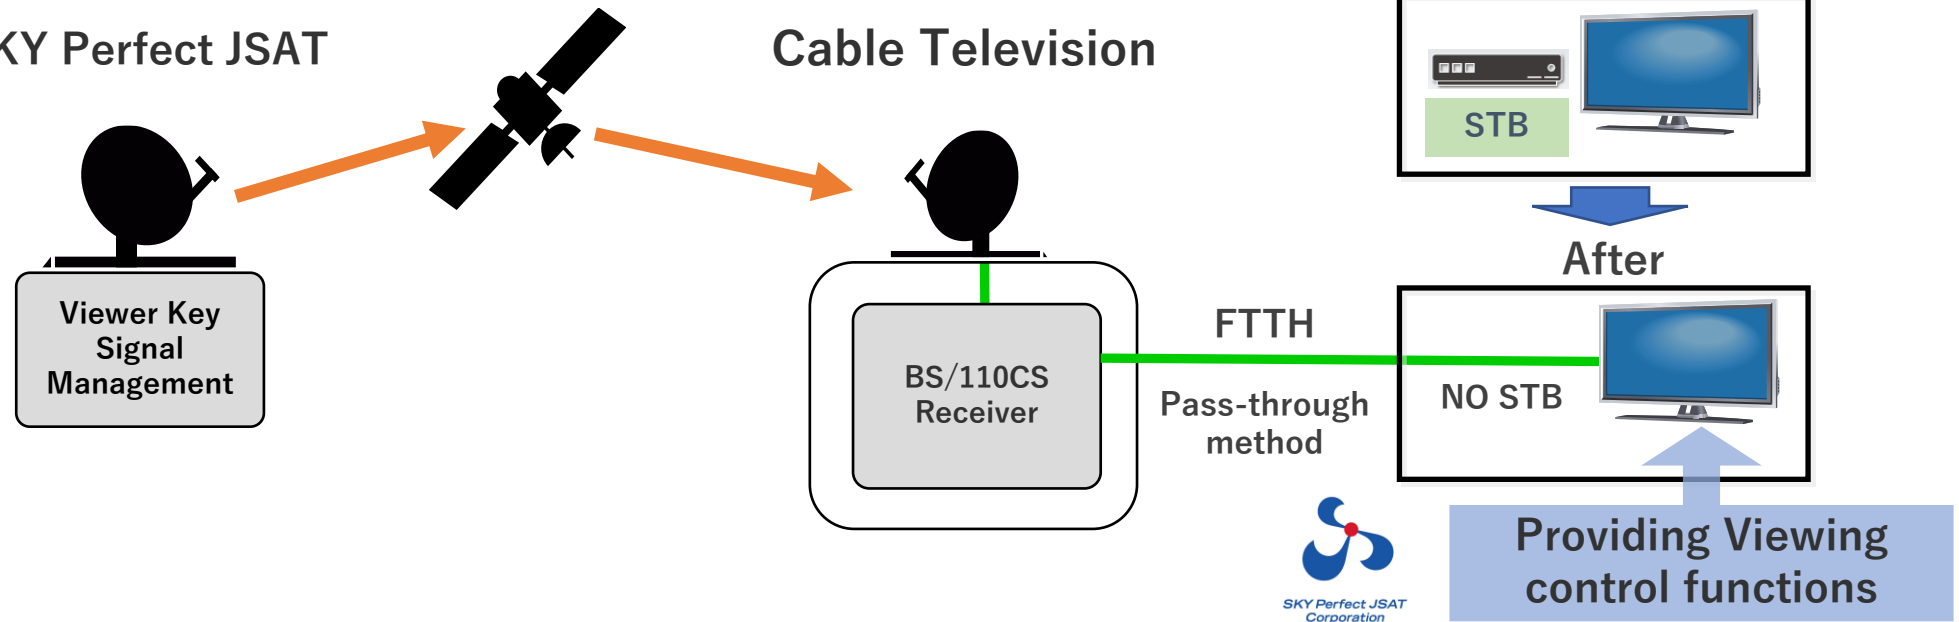 KY Perfect JSAT
Cable Television
STB
After
Viewer Key
Signal
Management
BS/110CS
Receiver
FTTH
Pass-through
method
NO STB
SKY Perfect JSAT
Corporation
Providing Viewing
control functions